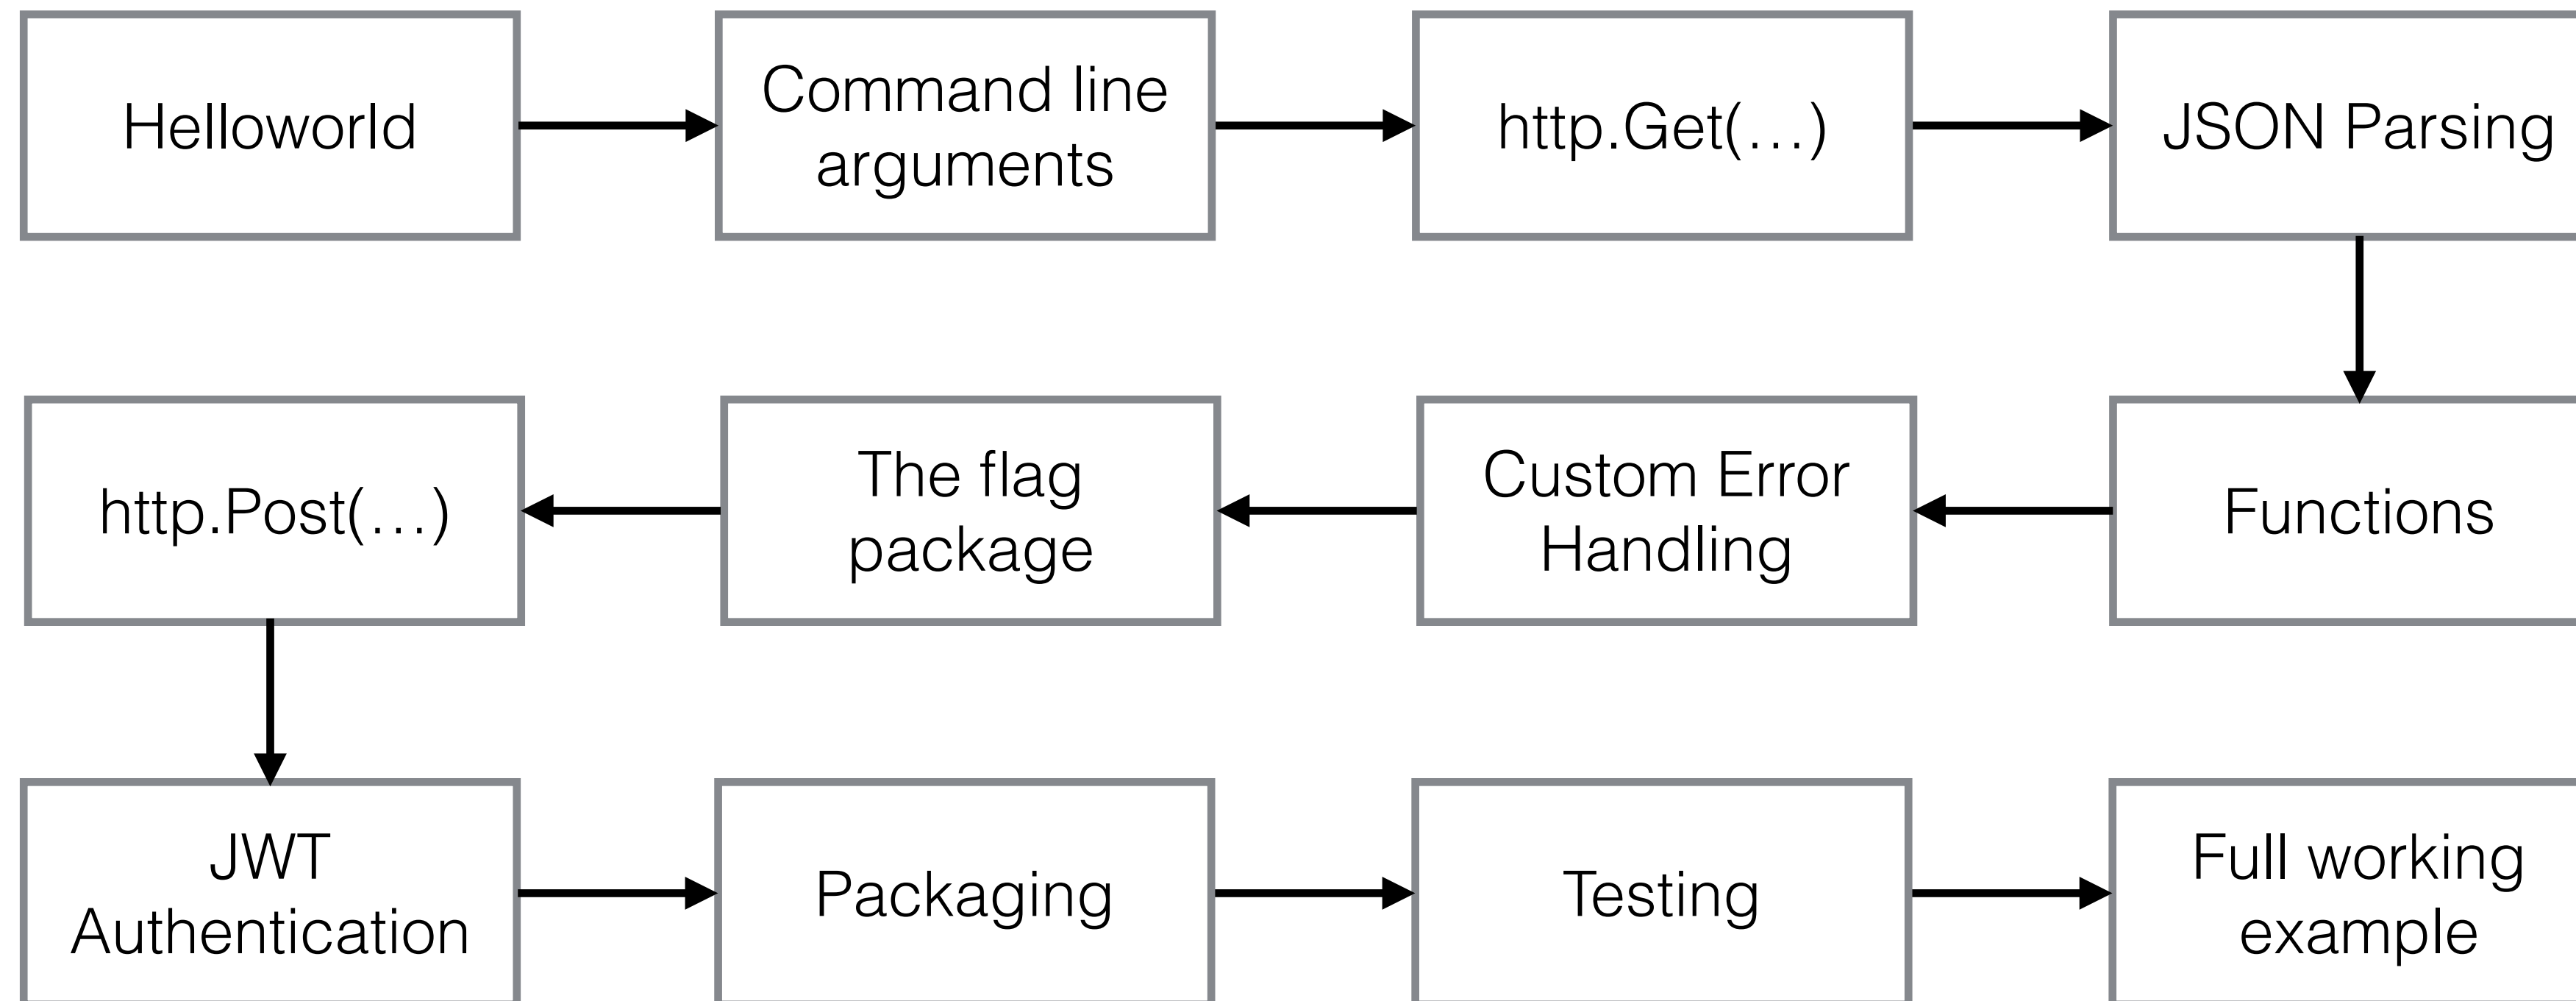 Helloworld
Command line
arguments
http.Get(…)
JSON Parsing
Functions
Custom Error
Handling
The flag
package
http.Post(…)
JWT
Authentication
Packaging
Testing
Full working
example